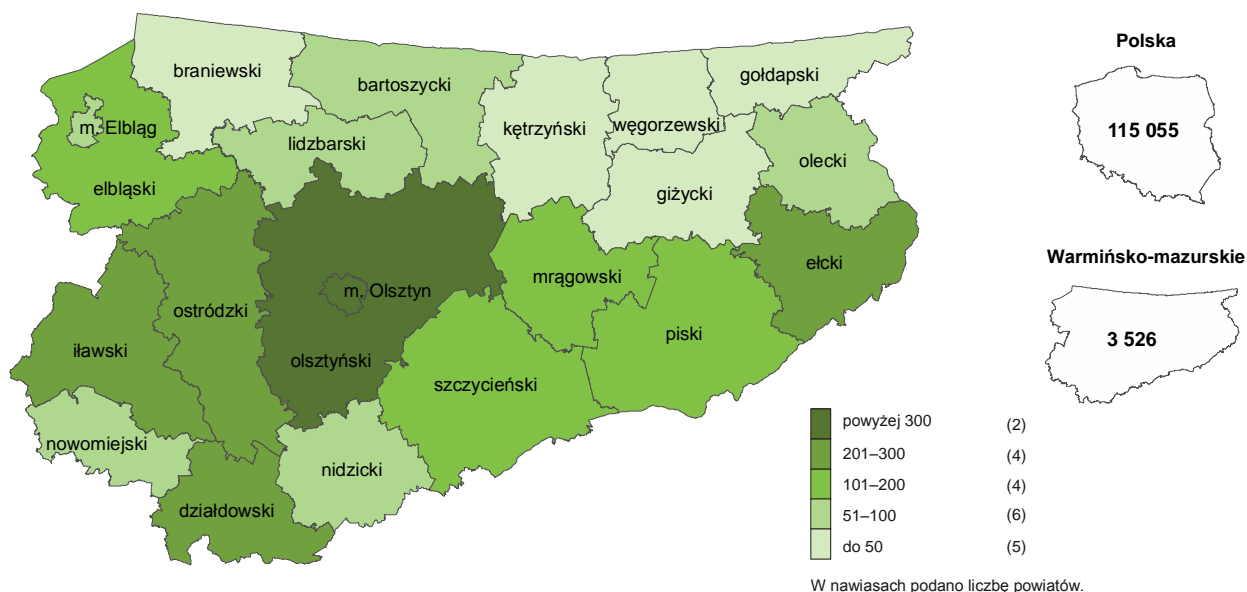 Polska
115 055
Warmińsko-mazurskie
3 526
braniewski
bartoszycki
gołdapski
m. Elbląg
kętrzyński
węgorzewski
lidzbarski
olecki
elbląski
giżycki
ełcki
mrągowski
m. Olsztyn
ostródzki
piski
iławski
olsztyński
szczycieński
nowomiejski
nidzicki
działdowski
powyżej 300 (2)
201–300 (4)
101–200 (4)
51–100 (6)
do 50 (5)
W nawiasach podano liczbę powiatów.